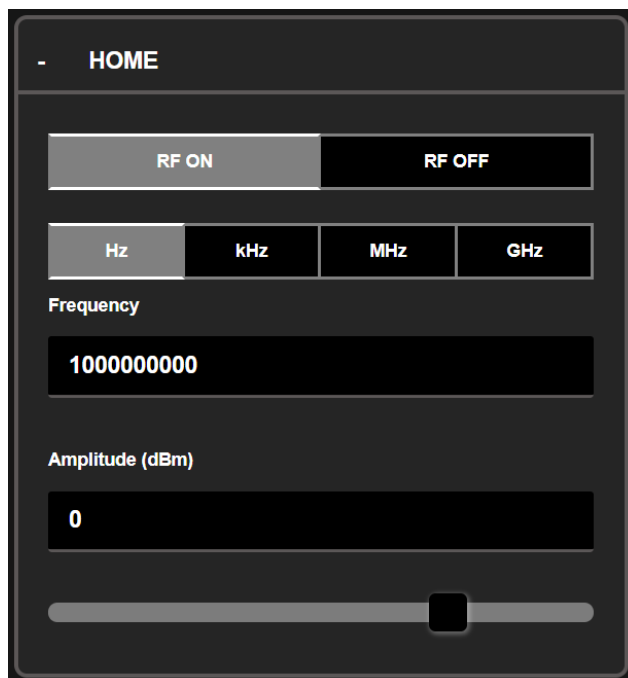 - HOME
RF ON RF OFF
Hz kHz MHz GHz
Frequency
1000000000
Amplitude (dBm)
0